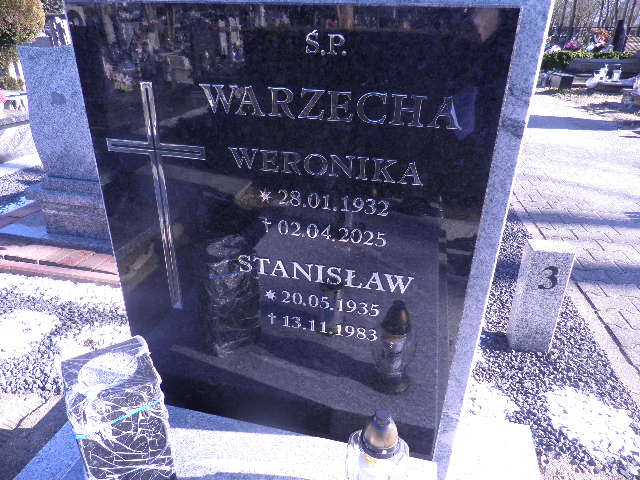 Ś.P.
WARZECHA
WERONIKA
* 28.01.1932
† 02.04.2025
STANISŁAW
* 20.05.1935
† 13.11.1983
3